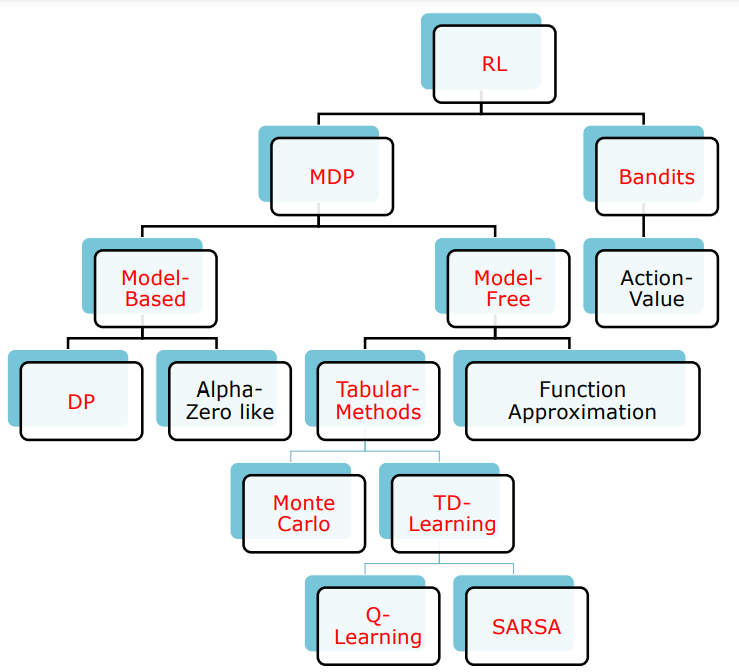 RL
MDP
Bandits
Model-
Based
Model-
Free
Action-
Value
DP
Alpha-
Zero like
Tabular-
Methods
Function
Approximation
Monte
Carlo
TD-
Learning
Q-
Learning
SARSA